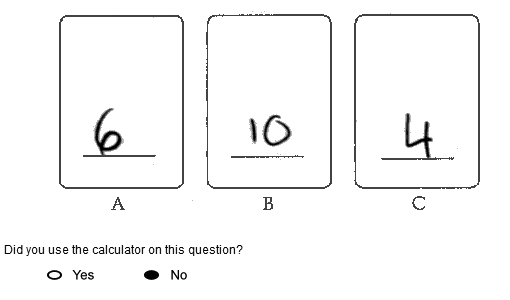 6 10 4
A B C
Did you use the calculator on this question?
Yes No